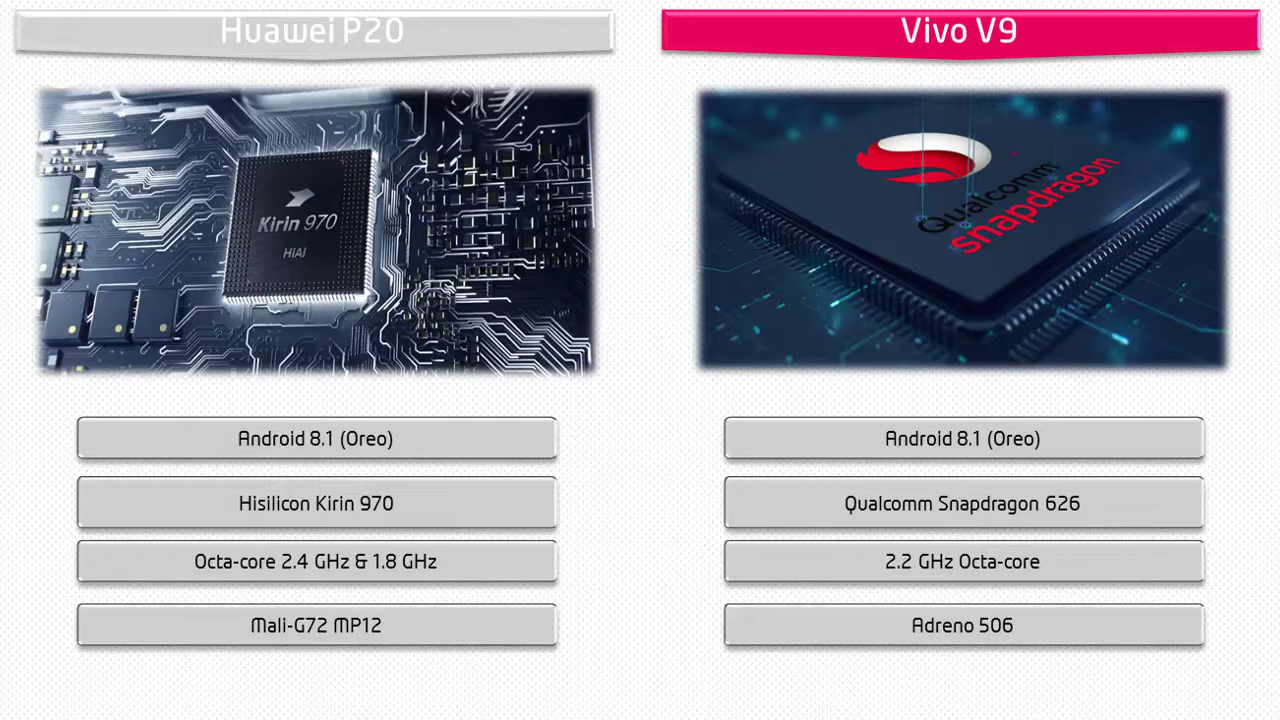 Huawei P20
Vivo V9
Kirin 970
HIAI
Qualcomm
snapdragon
Android 8.1 (Oreo)
Android 8.1 (Oreo)
Hisilicon Kirin 970
Qualcomm Snapdragon 626
Octa-core 2.4 GHz & 1.8 GHz
2.2 GHz Octa-core
Mali-G72 MP12
Adreno 506